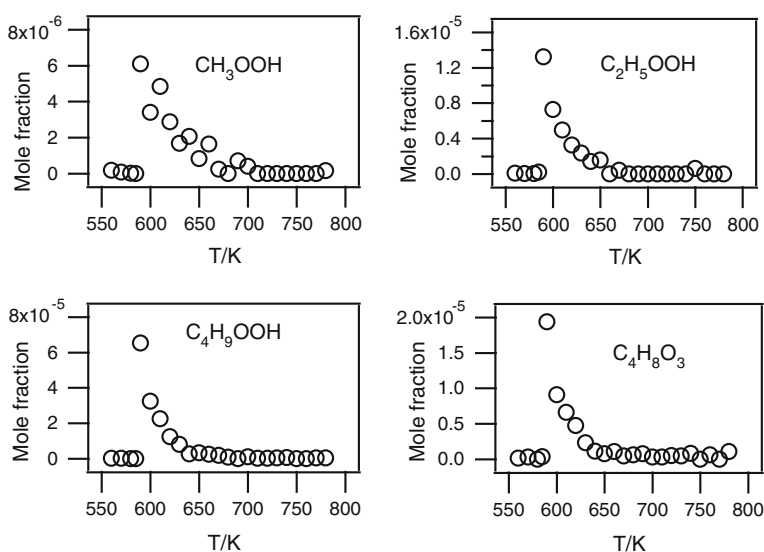 8x10⁻⁶
6
4
2
0
Mole fraction
CH₃OOH
550 600 650 700 750 800
T/K
1.6x10⁻⁵
1.2
0.8
0.4
0.0
Mole fraction
C₂H₅OOH
550 600 650 700 750 800
T/K
8x10⁻⁵
6
4
2
0
Mole fraction
C₄H₉OOH
550 600 650 700 750 800
T/K
2.0x10⁻⁵
1.5
1.0
0.5
0.0
Mole fraction
C₄H₈O₃
550 600 650 700 750 800
T/K